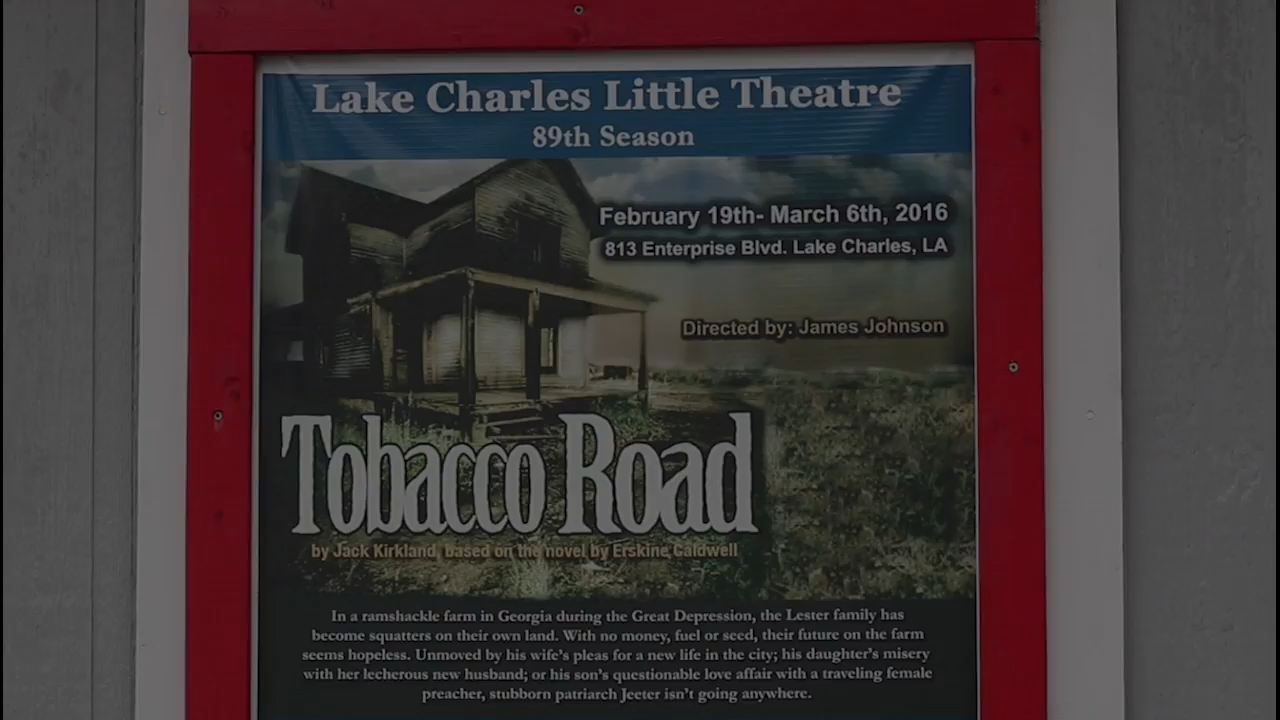 Lake Charles Little Theatre
89th Season
February 19th- March 6th, 2016
813 Enterprise Blvd. Lake Charles, LA
Directed by: James Johnson
Tobacco Road
by Jack Kirkland, based on the novel by Erskine Caldwell
In a ramshackle farm in Georgia during the Great Depression, the Lester family has
become squatters on their own land. With no money, fuel or seed, their future on the farm
seems hopeless. Unmoved by his wife's pleas for a new life in the city; his daughter's misery
with her lecherous new husband; or his son's questionable love affair with a traveling female
preacher, stubborn patriarch Jeeter isn't going anywhere.